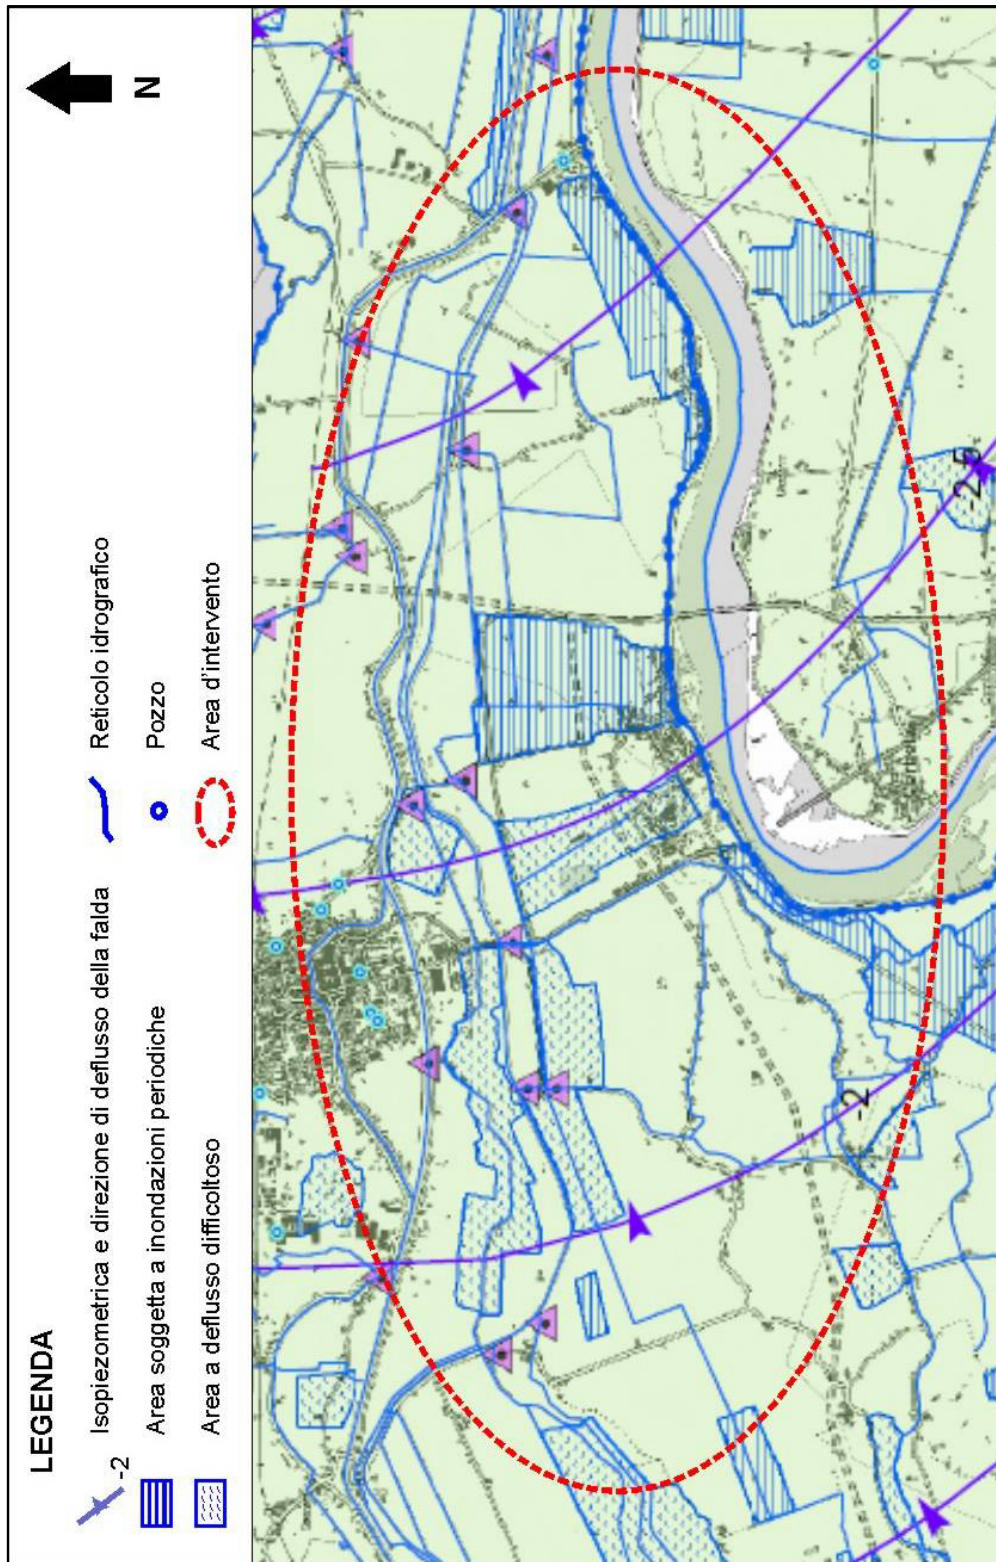 LEGENDA
-2
Isopiezometrica e direzione di deflusso della falda
Area soggetta a inondazioni periodiche
Area a deflusso difficoltoso
Reticolo idrografico
Pozzo
Area d'intervento
N
-2
-2,5